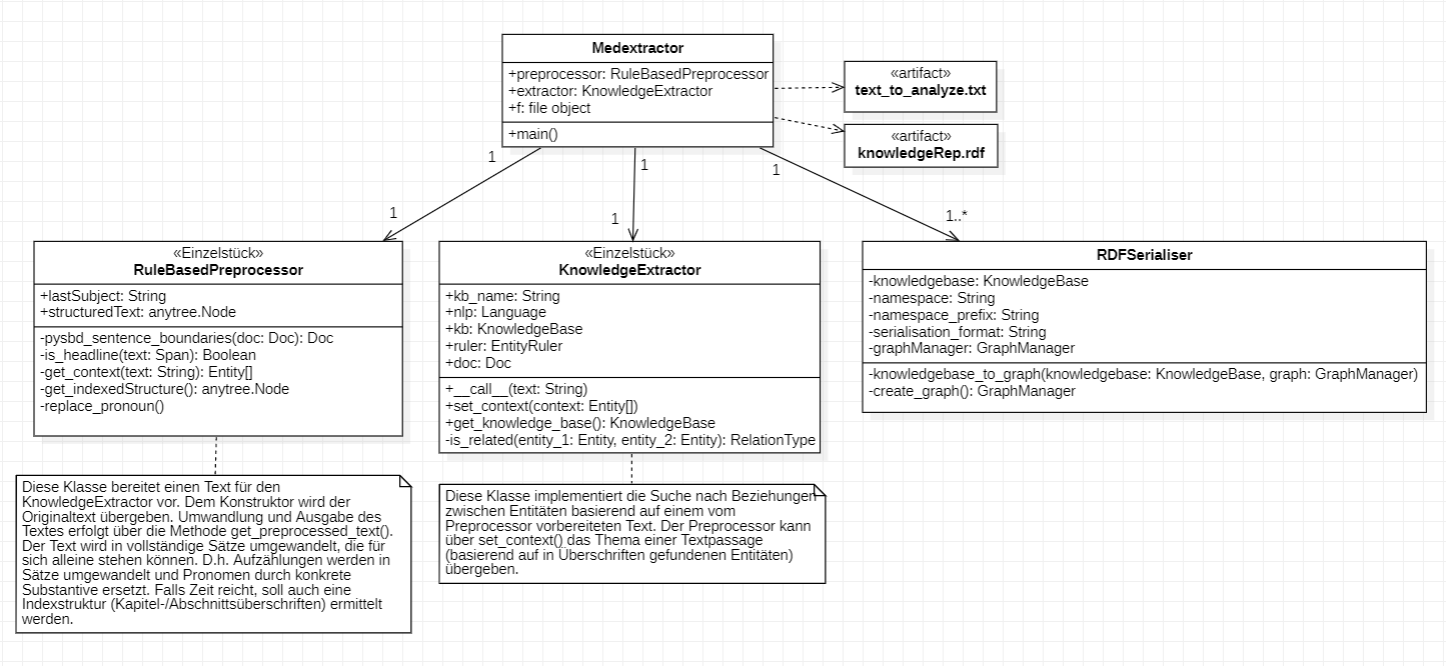 Medextractor
+preprocessor: RuleBasedPreprocessor
+extractor: KnowledgeExtractor
+f: file object
+main()
«artifact»
text_to_analyze.txt
«artifact»
knowledgeRep.rdf
1
1
1
1
1
1..*
«Einzelstück»
RuleBasedPreprocessor
+lastSubject: String
+structuredText: anytree.Node
-pysbd_sentence_boundaries(doc: Doc): Doc
-is_headline(text: Span): Boolean
-get_context(text: String): Entity[]
-get_indexedStructure(): anytree.Node
-replace_pronoun()
«Einzelstück»
KnowledgeExtractor
+kb_name: String
+nlp: Language
+kb: KnowledgeBase
+ruler: EntityRuler
+doc: Doc
+__call__(text: String)
+set_context(context: Entity[])
+get_knowledge_base(): KnowledgeBase
-is_related(entity_1: Entity, entity_2: Entity): RelationType
RDFSerialiser
-knowledgebase: KnowledgeBase
-namespace: String
-namespace_prefix: String
-serialisation_format: String
-graphManager: GraphManager
-knowledgebase_to_graph(knowledgebase: KnowledgeBase, graph: GraphManager)
-create_graph(): GraphManager
Diese Klasse bereitet einen Text für den
KnowledgeExtractor vor. Dem Konstruktor wird der
Originaltext übergeben. Umwandlung und Ausgabe des
Textes erfolgt über die Methode get_preprocessed_text().
Der Text wird in vollständige Sätze umgewandelt, die für
sich alleine stehen können. D.h. Aufzählungen werden in
Sätze umgewandelt und Pronomen durch konkrete
Substantive ersetzt. Falls Zeit reicht, soll auch eine
Indexstruktur (Kapitel-/Abschnittsüberschriften) ermittelt
werden.
Diese Klasse implementiert die Suche nach Beziehungen
zwischen Entitäten basierend auf einem vom
Preprocessor vorbereiteten Text. Der Preprocessor kann
über set_context() das Thema einer Textpassage
(basierend auf in Überschriften gefundenen Entitäten)
übergeben.